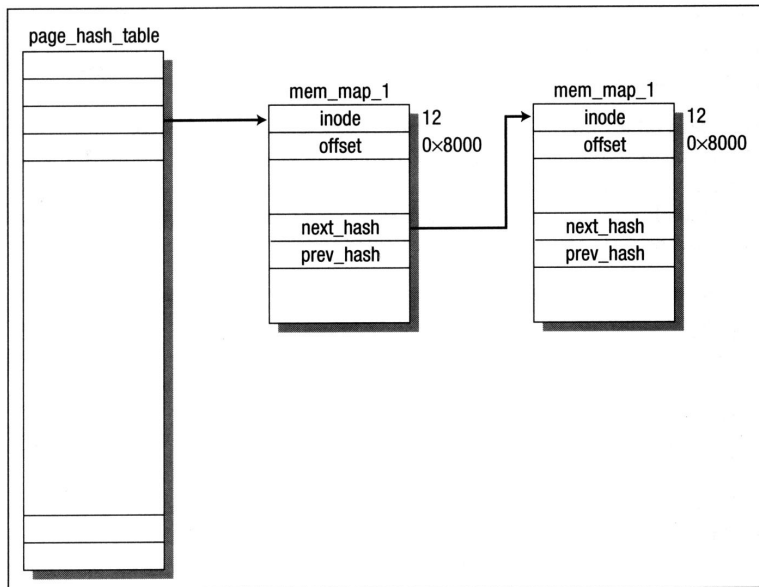 page_hash_table
mem_map_1
inode
12
offset
0×8000
next_hash
prev_hash
mem_map_1
inode
12
offset
0×8000
next_hash
prev_hash